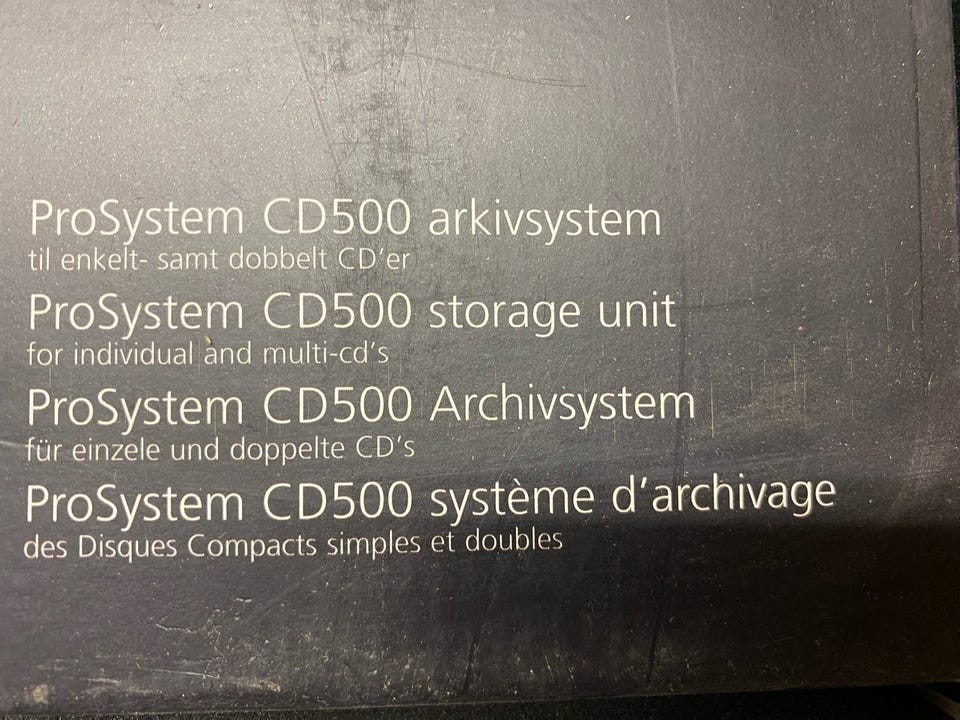 ProSystem CD500 arkivsystem
til enkelt- samt dobbelt CD'er
ProSystem CD500 storage unit
for individual and multi-cd's
ProSystem CD500 Archivsystem
für einzele und doppelte CD's
ProSystem CD500 système d'archivage
des Disques Compacts simples et doubles